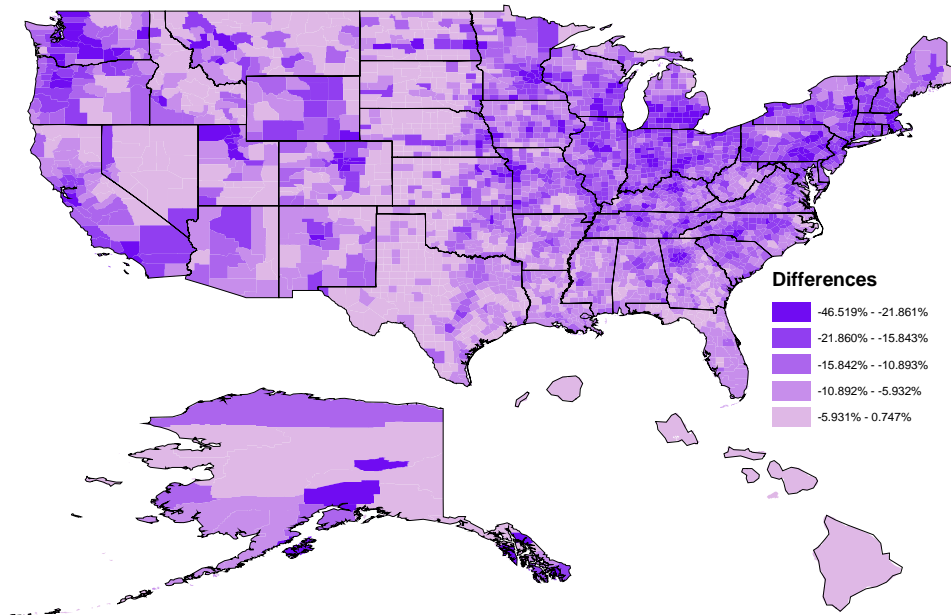 Differences
-46.519% - -21.861%
-21.860% - -15.843%
-15.842% - -10.893%
-10.892% - -5.932%
-5.931% - 0.747%